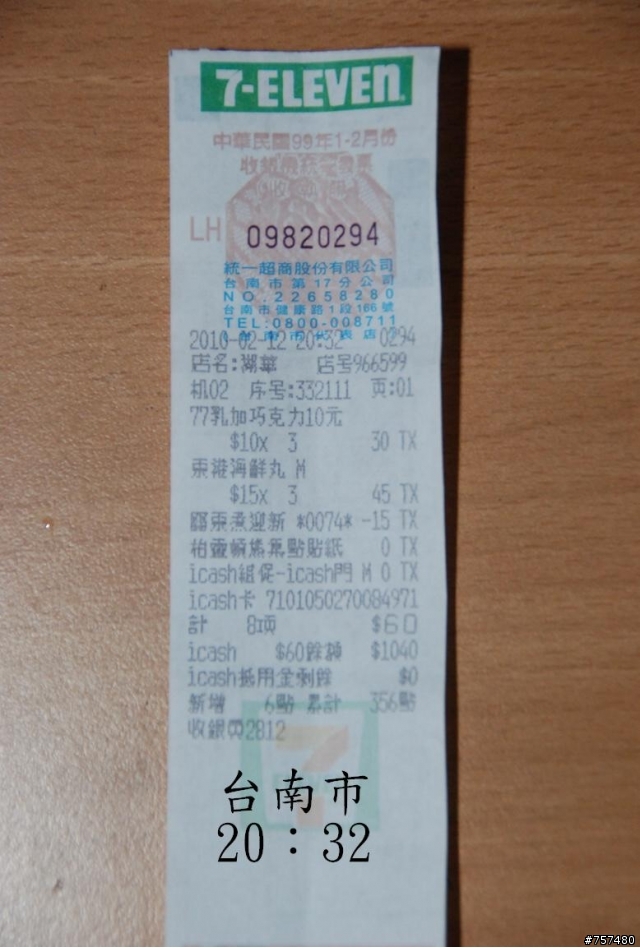 7-ELEVEN
中華民國99年1-2月份
收銀機統一發票
LH 09820294
統一超商股份有限公司
台南市第17分公司
NO.22658280
台南市健康路1段166號
TEL:0800-008711
2010-02-12 20:32 0294
店名:湖華 店号966599
机02 序号:332111 页:01
77乳加巧克力10元
$10x 3 30 TX
東港海鮮丸 M
$15x 3 45 TX
關東煮迎新 *0074* -15 TX
柏靈頓熊集點貼紙 0 TX
icash組促-icash門 M 0 TX
icash卡 7101050270084971
計 8項 $60
icash $60餘額 $1040
icash抵用金剩餘 $0
新增 6點 累計 356點
收銀員2812
台南市
20：32
#757480